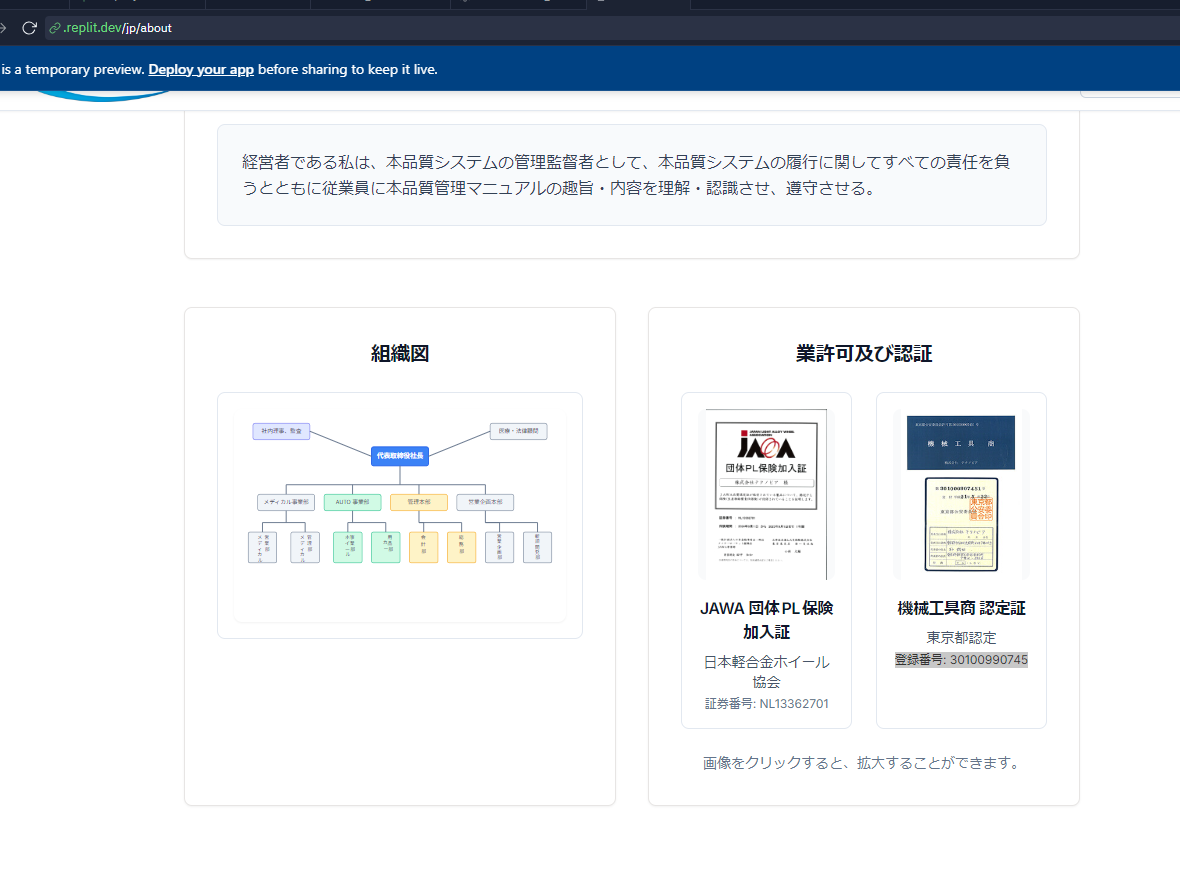 .replit.dev/jp/about
is a temporary preview. Deploy your app before sharing to keep it live.
経営者である私は、本品質システムの管理監督者として、本品質システムの履行に関してすべての責任を負
うとともに従業員に本品質管理マニュアルの趣旨・内容を理解・認識させ、遵守させる。
組織図
社内理事、監査
医療・法律顧問
代表取締役社長
メディカル事業部
AUTO 事業部
管理本部
営業企画本部
業許可及び認証
JAWA
団体PL保険加入証
機械工具商
JAWA 団体 PL 保険
加入証
日本軽合金ホイール
協会
証券番号: NL13362701
機械工具商 認定証
東京都認定
登録番号: 30100990745
画像をクリックすると、拡大することができます。